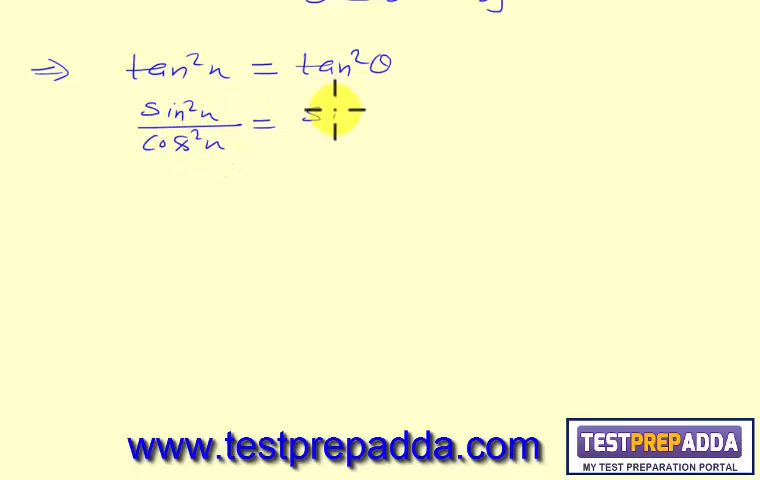 ⇒ tan²n = tan²θ
sin²n / cos²n = s
www.testprepadda.com
TESTPREPADDA
MY TEST PREPARATION PORTAL